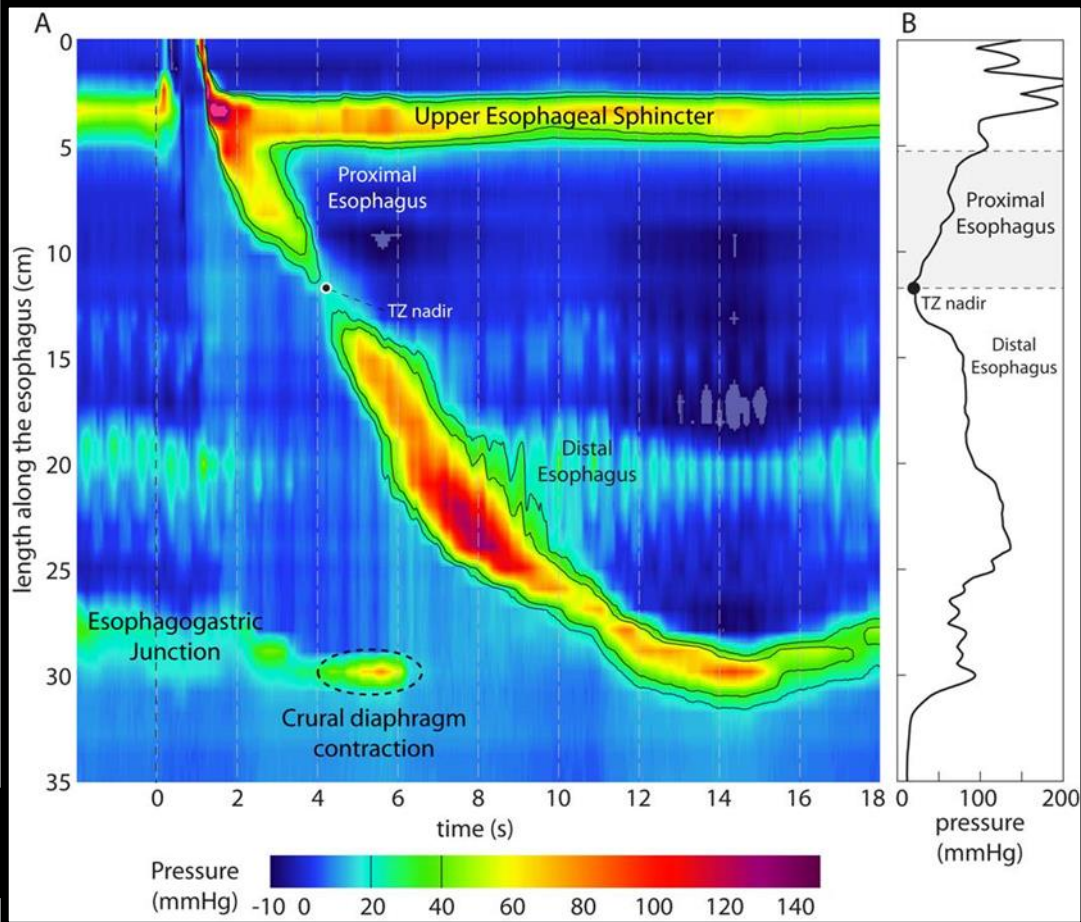 A
B
0
5
10
15
20
25
30
35
length along the esophagus (cm)
Upper Esophageal Sphincter
Proximal
Esophagus
TZ nadir
Distal
Esophagus
Esophagogastric
Junction
Crural diaphragm
contraction
0 2 4 6 8 10 12 14 16 18
time (s)
Pressure
(mmHg)
-10 0 20 40 60 80 100 120 140
Proximal
Esophagus
TZ nadir
Distal
Esophagus
0 100 200
pressure
(mmHg)